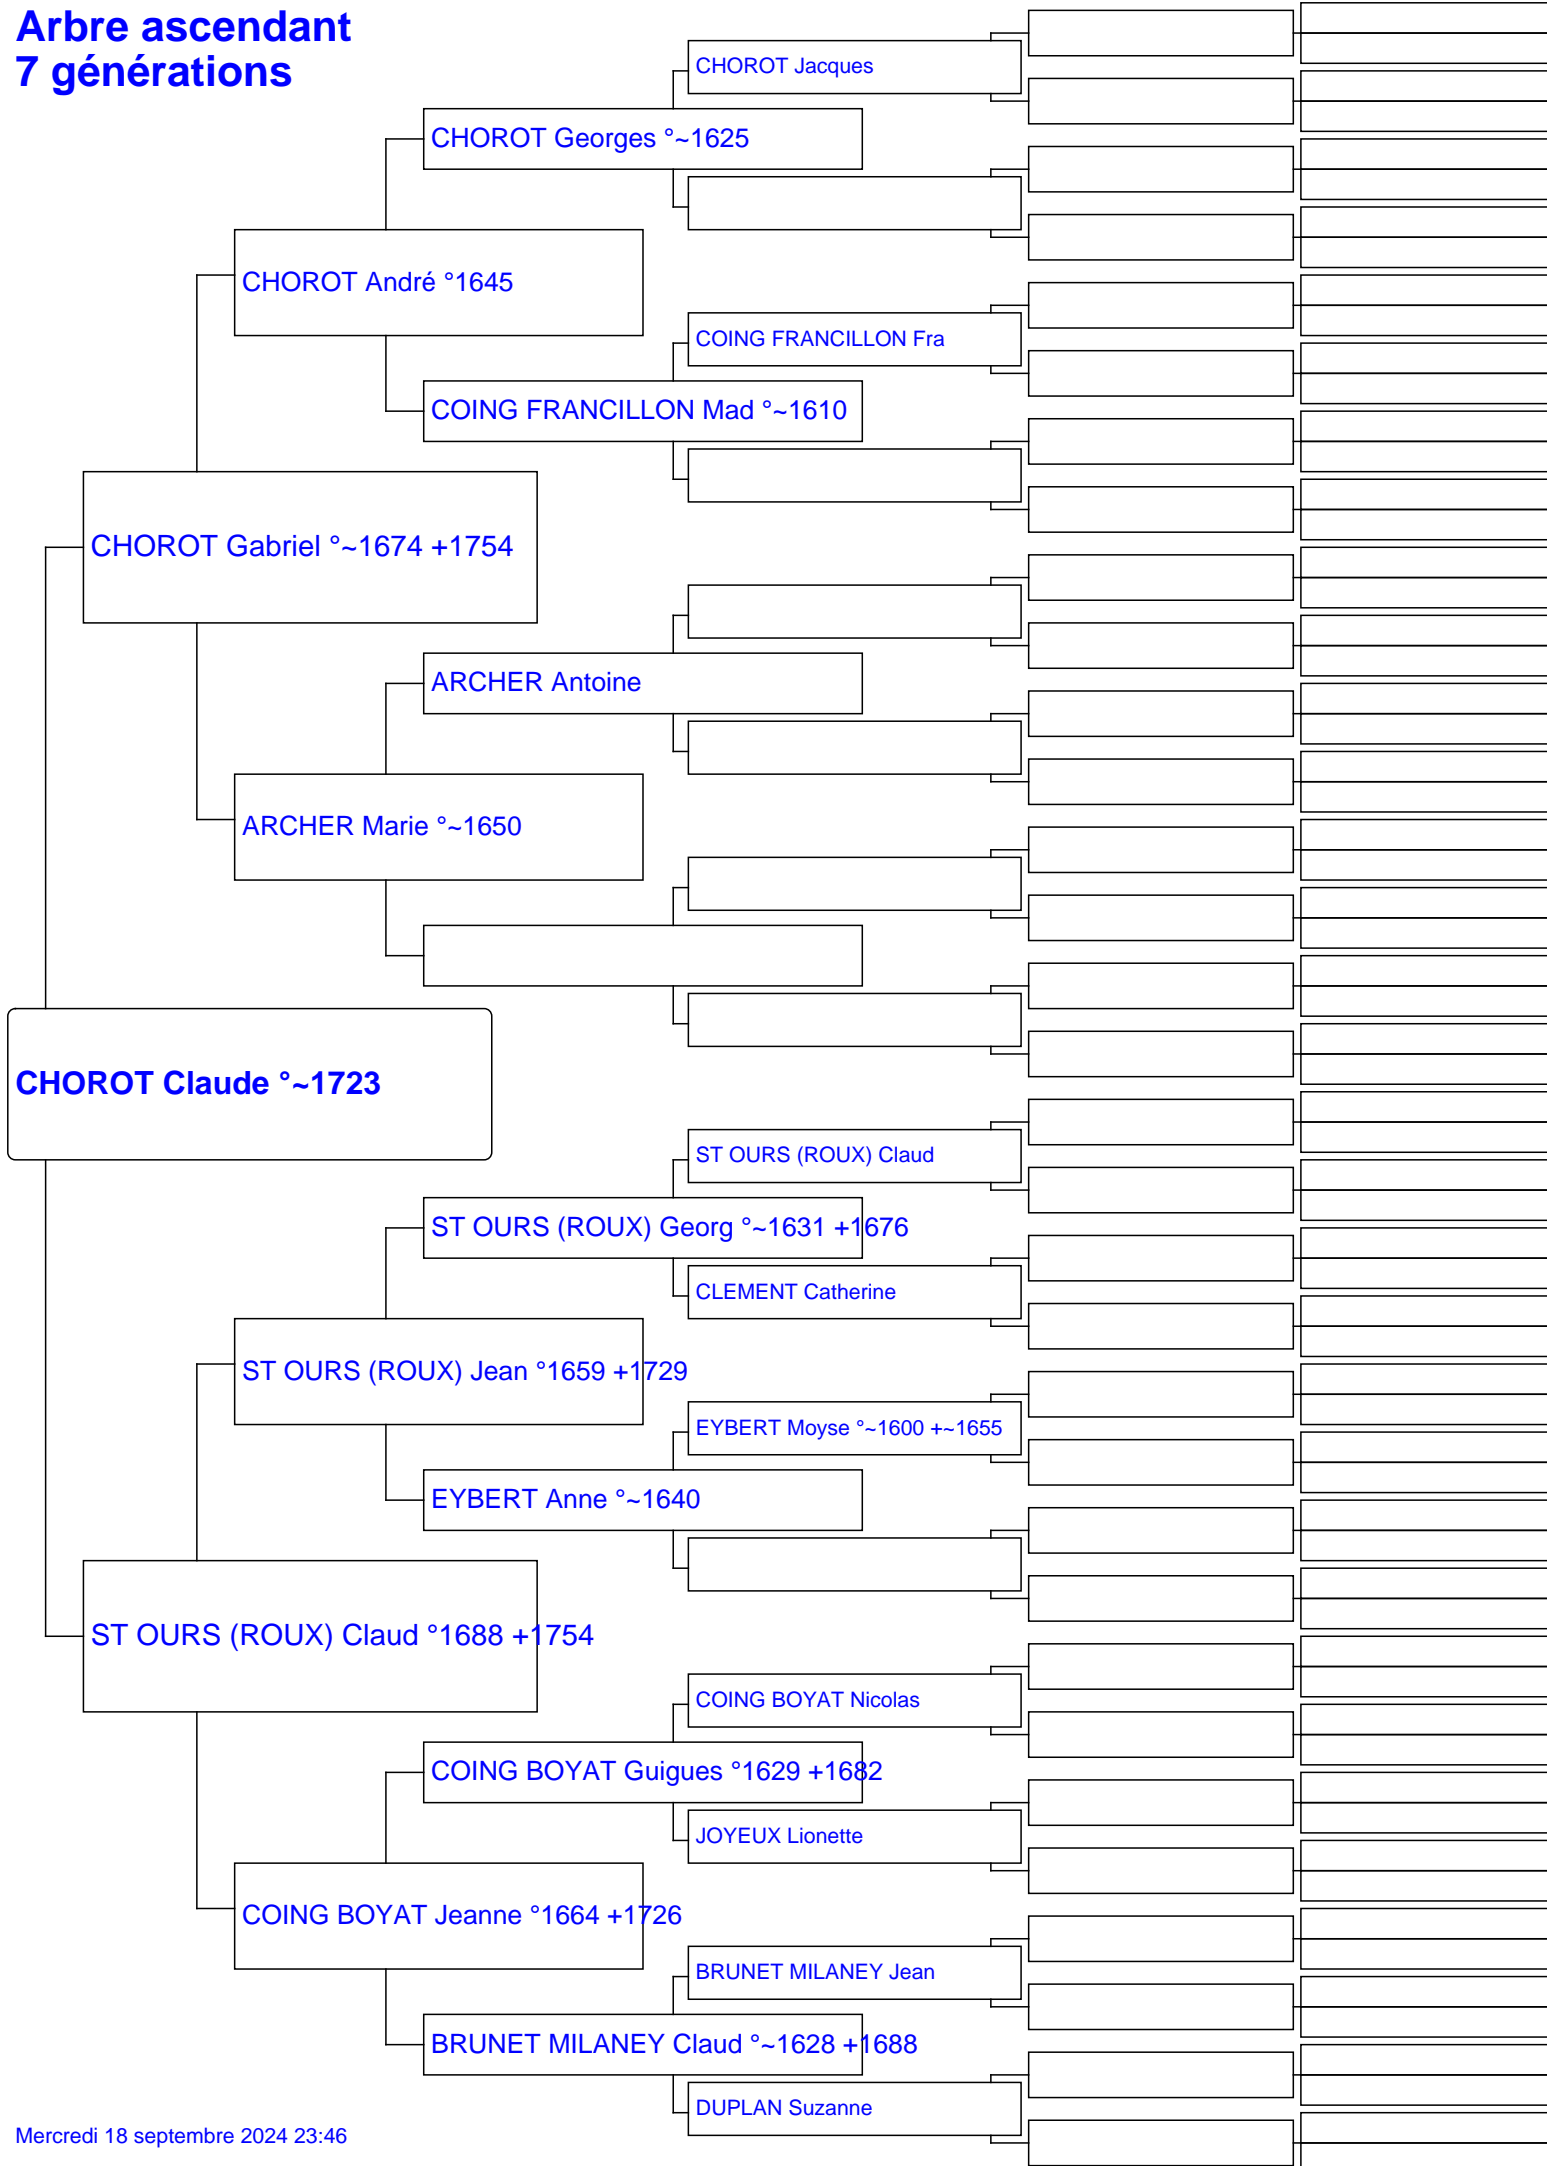 Arbre ascendant
7 générations
CHOROT Jacques
CHOROT Georges °~1625
CHOROT André °1645
COING FRANCILLON Fra
COING FRANCILLON Mad °~1610
CHOROT Gabriel °~1674 +1754
ARCHER Antoine
ARCHER Marie °~1650
CHOROT Claude °~1723
ST OURS (ROUX) Claud
ST OURS (ROUX) Georg °~1631 +1676
CLEMENT Catherine
ST OURS (ROUX) Jean °1659 +1729
EYBERT Moyse °~1600 +~1655
EYBERT Anne °~1640
ST OURS (ROUX) Claud °1688 +1754
COING BOYAT Nicolas
COING BOYAT Guigues °1629 +1682
JOYEUX Lionette
COING BOYAT Jeanne °1664 +1726
BRUNET MILANEY Jean
BRUNET MILANEY Claud °~1628 +1688
DUPLAN Suzanne
Mercredi 18 septembre 2024 23:46